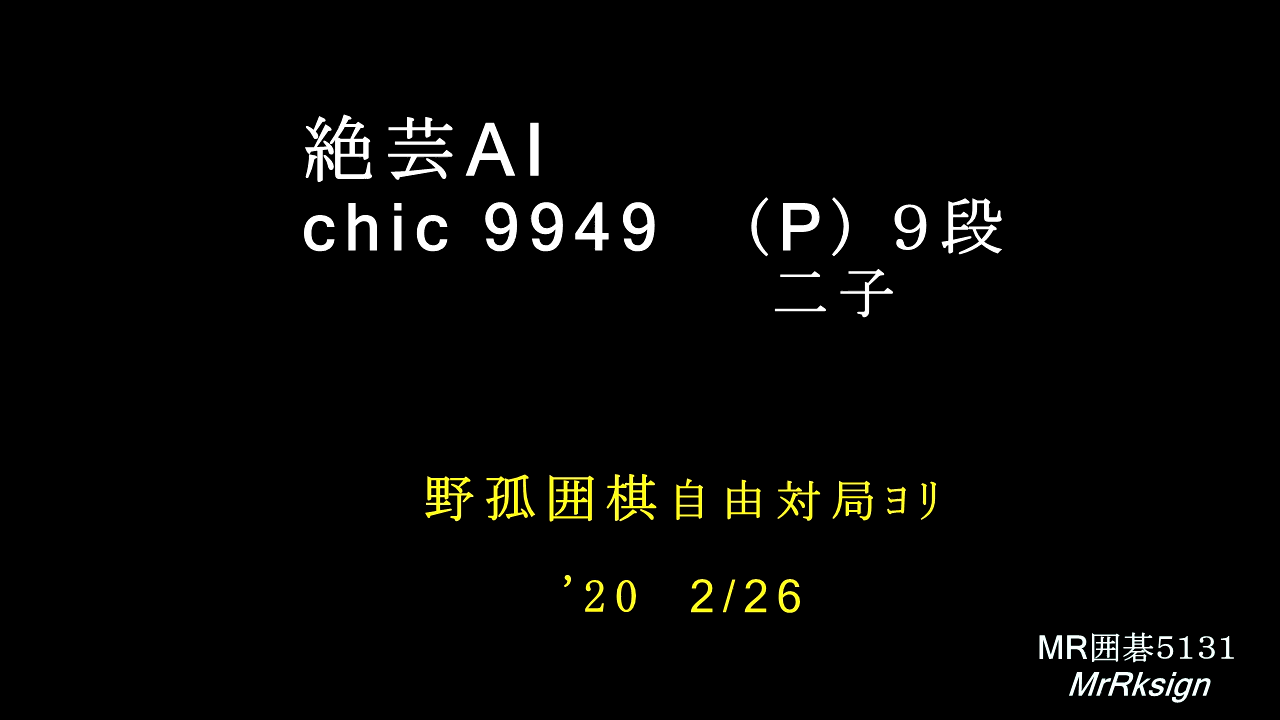 絶芸AI
chic 9949 （P）９段
二子
野孤囲棋自由対局ﾖﾘ
’20 2/26
MR囲碁5131
MrRksign